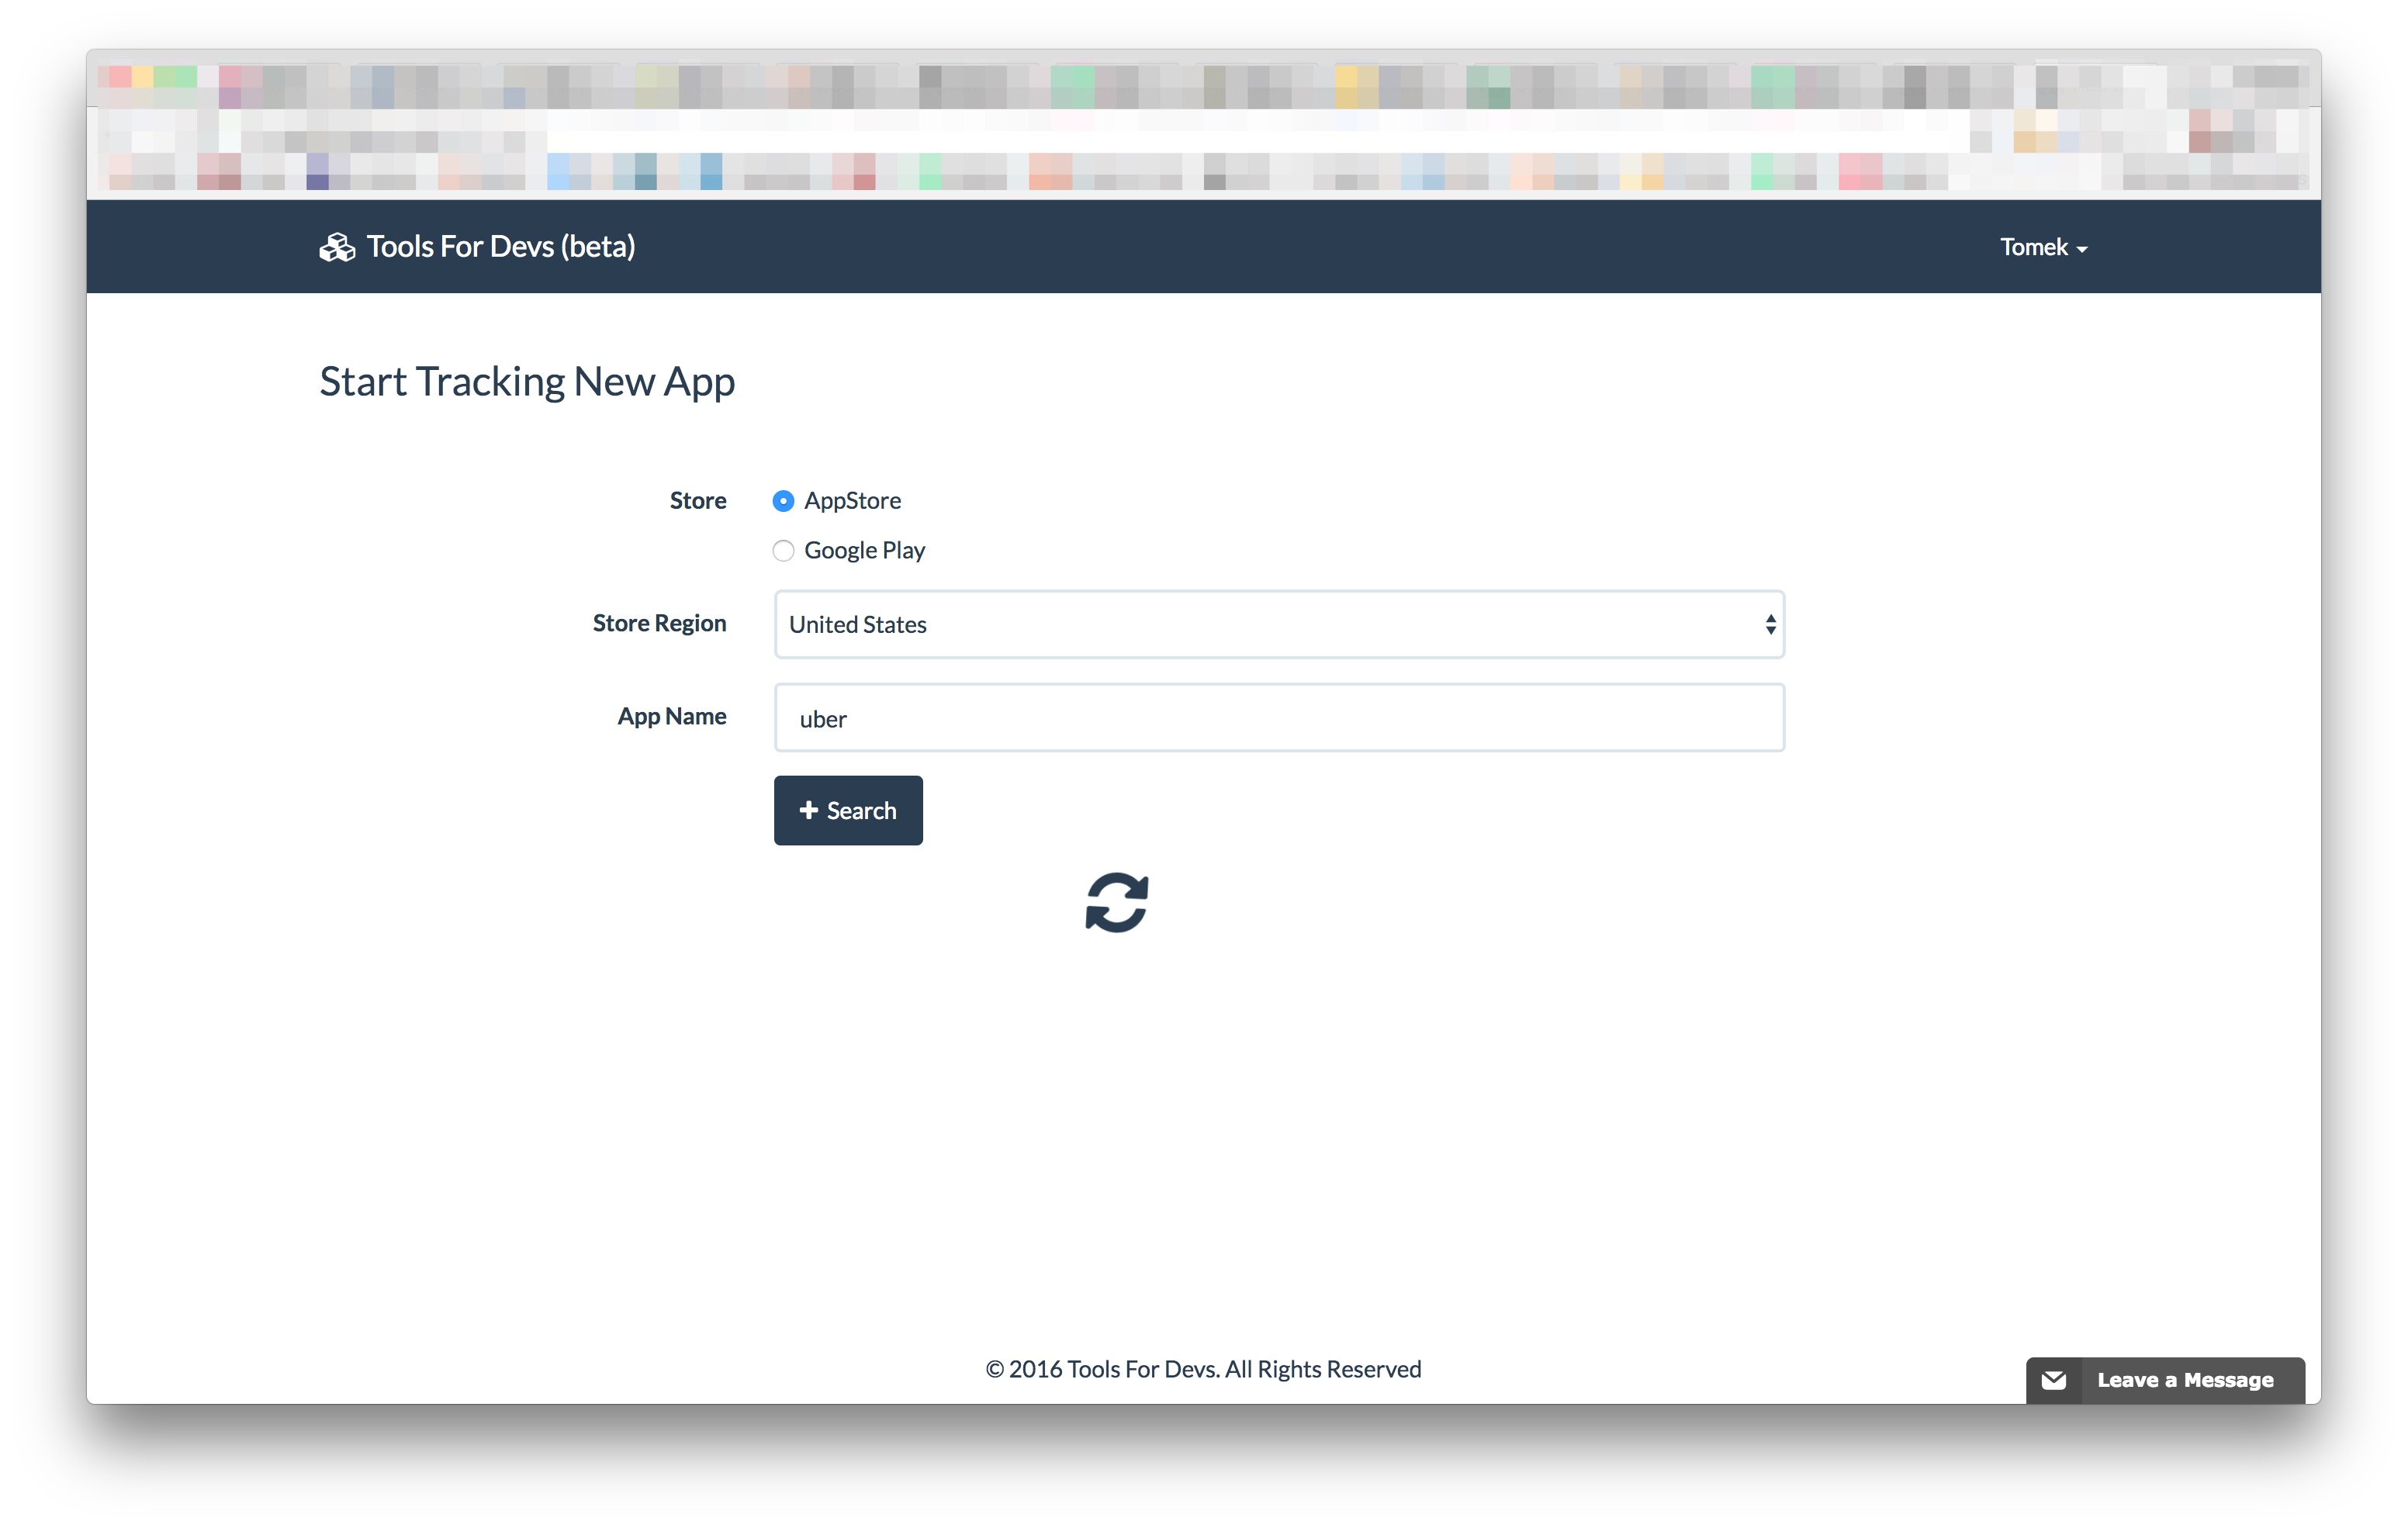 Tools For Devs (beta)
Tomek
Start Tracking New App
Store
AppStore
Google Play
Store Region
United States
App Name
uber
Search
© 2016 Tools For Devs. All Rights Reserved
Leave a Message